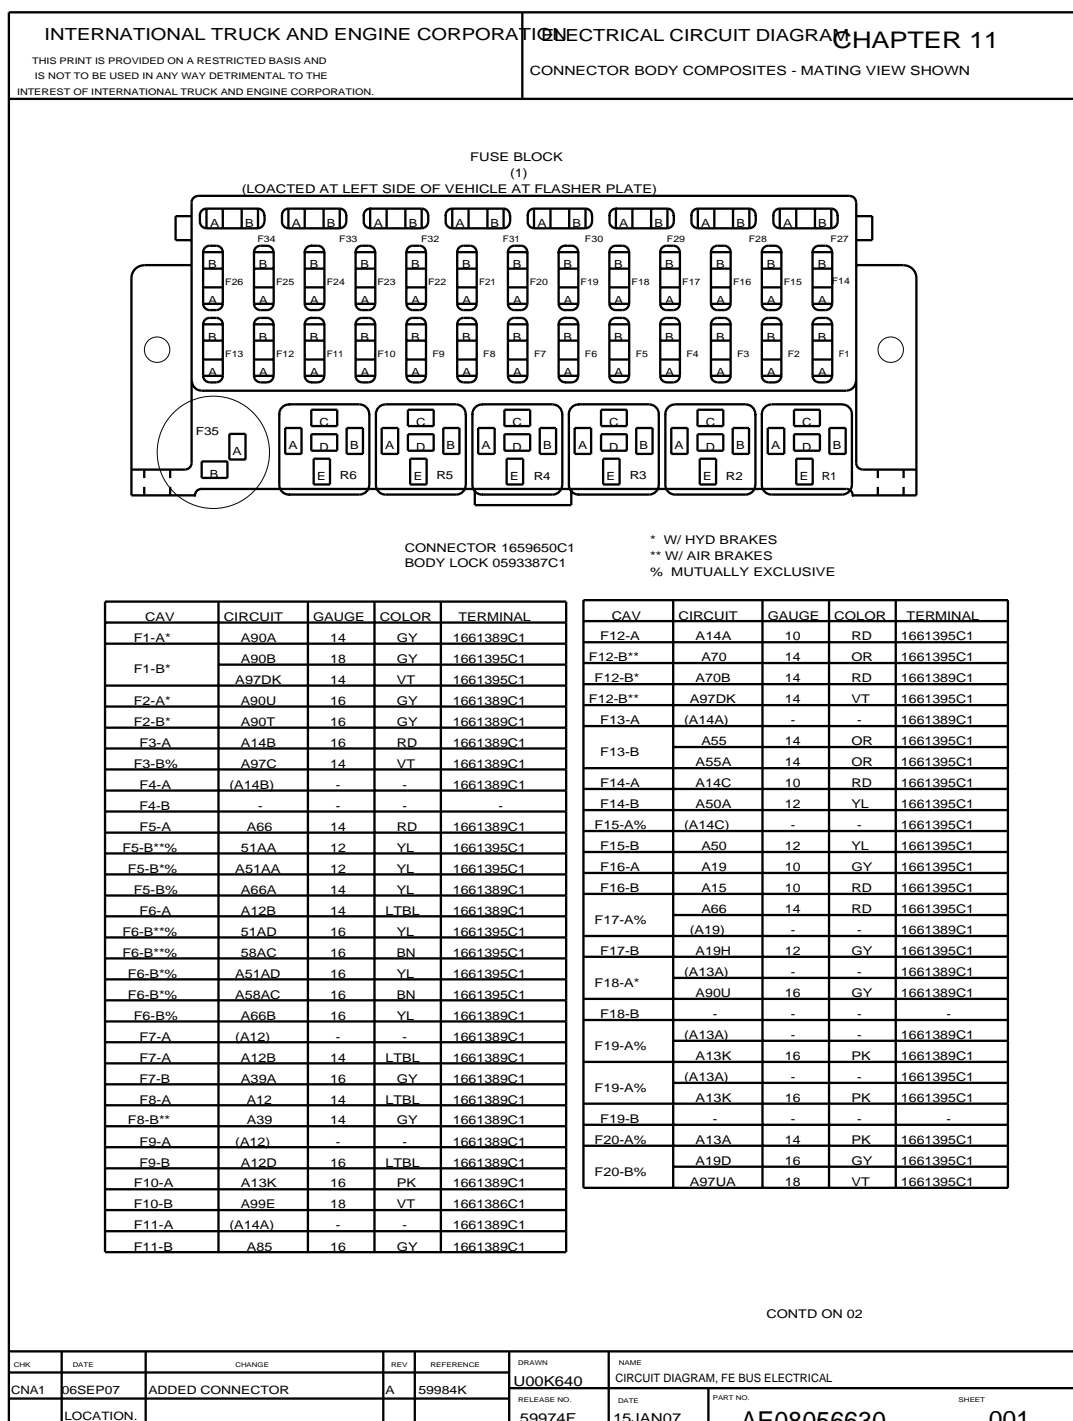 INTERNATIONAL TRUCK AND ENGINE CORPORATION
THIS PRINT IS PROVIDED ON A RESTRICTED BASIS AND
IS NOT TO BE USED IN ANY WAY DETRIMENTAL TO THE
INTEREST OF INTERNATIONAL TRUCK AND ENGINE CORPORATION.
ELECTRICAL CIRCUIT DIAGRAM
CHAPTER 11
CONNECTOR BODY COMPOSITES - MATING VIEW SHOWN
FUSE BLOCK
(1)
(LOACTED AT LEFT SIDE OF VEHICLE AT FLASHER PLATE)
A B A B A B A B A B A B A B A B
F34 F33 F32 F31 F30 F29 F28 F27
B B B B B B B B B B B B B
F26 F25 F24 F23 F22 F21 F20 F19 F18 F17 F16 F15 F14
A A A A A A A A A A A A A
B B B B B B B B B B B B B
F13 F12 F11 F10 F9 F8 F7 F6 F5 F4 F3 F2 F1
A A A A A A A A A A A A A
F35 A B
C A D B E R6
C A D B E R5
C A D B E R4
C A D B E R3
C A D B E R2
C A D B E R1
CONNECTOR 1659650C1
BODY LOCK 0593387C1
* W/ HYD BRAKES
** W/ AIR BRAKES
% MUTUALLY EXCLUSIVE
CAV CIRCUIT GAUGE COLOR TERMINAL
F1-A* A90A 14 GY 1661389C1
F1-B* A90B 18 GY 1661395C1
A97DK 14 VT 1661395C1
F2-A* A90U 16 GY 1661389C1
F2-B* A90T 16 GY 1661389C1
F3-A A14B 16 RD 1661389C1
F3-B% A97C 14 VT 1661389C1
F4-A (A14B) - - 1661389C1
F4-B - - - -
F5-A A66 14 RD 1661389C1
F5-B**% 51AA 12 YL 1661395C1
F5-B*% A51AA 12 YL 1661395C1
F5-B% A66A 14 YL 1661389C1
F6-A A12B 14 LTBL 1661389C1
F6-B**% 51AD 16 YL 1661395C1
F6-B**% 58AC 16 BN 1661395C1
F6-B*% A51AD 16 YL 1661395C1
F6-B*% A58AC 16 BN 1661395C1
F6-B% A66B 16 YL 1661389C1
F7-A (A12) - - 1661389C1
F7-A A12B 14 LTBL 1661389C1
F7-B A39A 16 GY 1661389C1
F8-A A12 14 LTBL 1661389C1
F8-B** A39 14 GY 1661389C1
F9-A (A12) - - 1661389C1
F9-B A12D 16 LTBL 1661389C1
F10-A A13K 16 PK 1661389C1
F10-B A99E 18 VT 1661386C1
F11-A (A14A) - - 1661389C1
F11-B A85 16 GY 1661389C1
CAV CIRCUIT GAUGE COLOR TERMINAL
F12-A A14A 10 RD 1661395C1
F12-B** A70 14 OR 1661395C1
F12-B* A70B 14 RD 1661389C1
F12-B** A97DK 14 VT 1661395C1
F13-A (A14A) - - 1661389C1
F13-B A55 14 OR 1661395C1
A55A 14 OR 1661395C1
F14-A A14C 10 RD 1661395C1
F14-B A50A 12 YL 1661395C1
F15-A% (A14C) - - 1661395C1
F15-B A50 12 YL 1661395C1
F16-A A19 10 GY 1661395C1
F16-B A15 10 RD 1661395C1
F17-A% A66 14 RD 1661395C1
(A19) - - 1661389C1
F17-B A19H 12 GY 1661395C1
F18-A* (A13A) - - 1661389C1
A90U 16 GY 1661389C1
F18-B - - - -
F19-A% (A13A) - - 1661389C1
A13K 16 PK 1661389C1
F19-A% (A13A) - - 1661395C1
A13K 16 PK 1661395C1
F19-B - - - -
F20-A% A13A 14 PK 1661395C1
F20-B% A19D 16 GY 1661395C1
A97UA 18 VT 1661395C1
CONTD ON 02
CHK DATE CHANGE REV REFERENCE
CNA1 06SEP07 ADDED CONNECTOR A 59984K
LOCATION.
DRAWN
U00K640
NAME
CIRCUIT DIAGRAM, FE BUS ELECTRICAL
RELEASE NO. DATE PART NO. SHEET
59974F 15JAN07 AE08056630 001